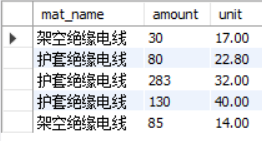 mat_name amount unit
架空绝缘电线 30 17.00
护套绝缘电线 80 22.80
护套绝缘电线 283 32.00
护套绝缘电线 130 40.00
架空绝缘电线 85 14.00